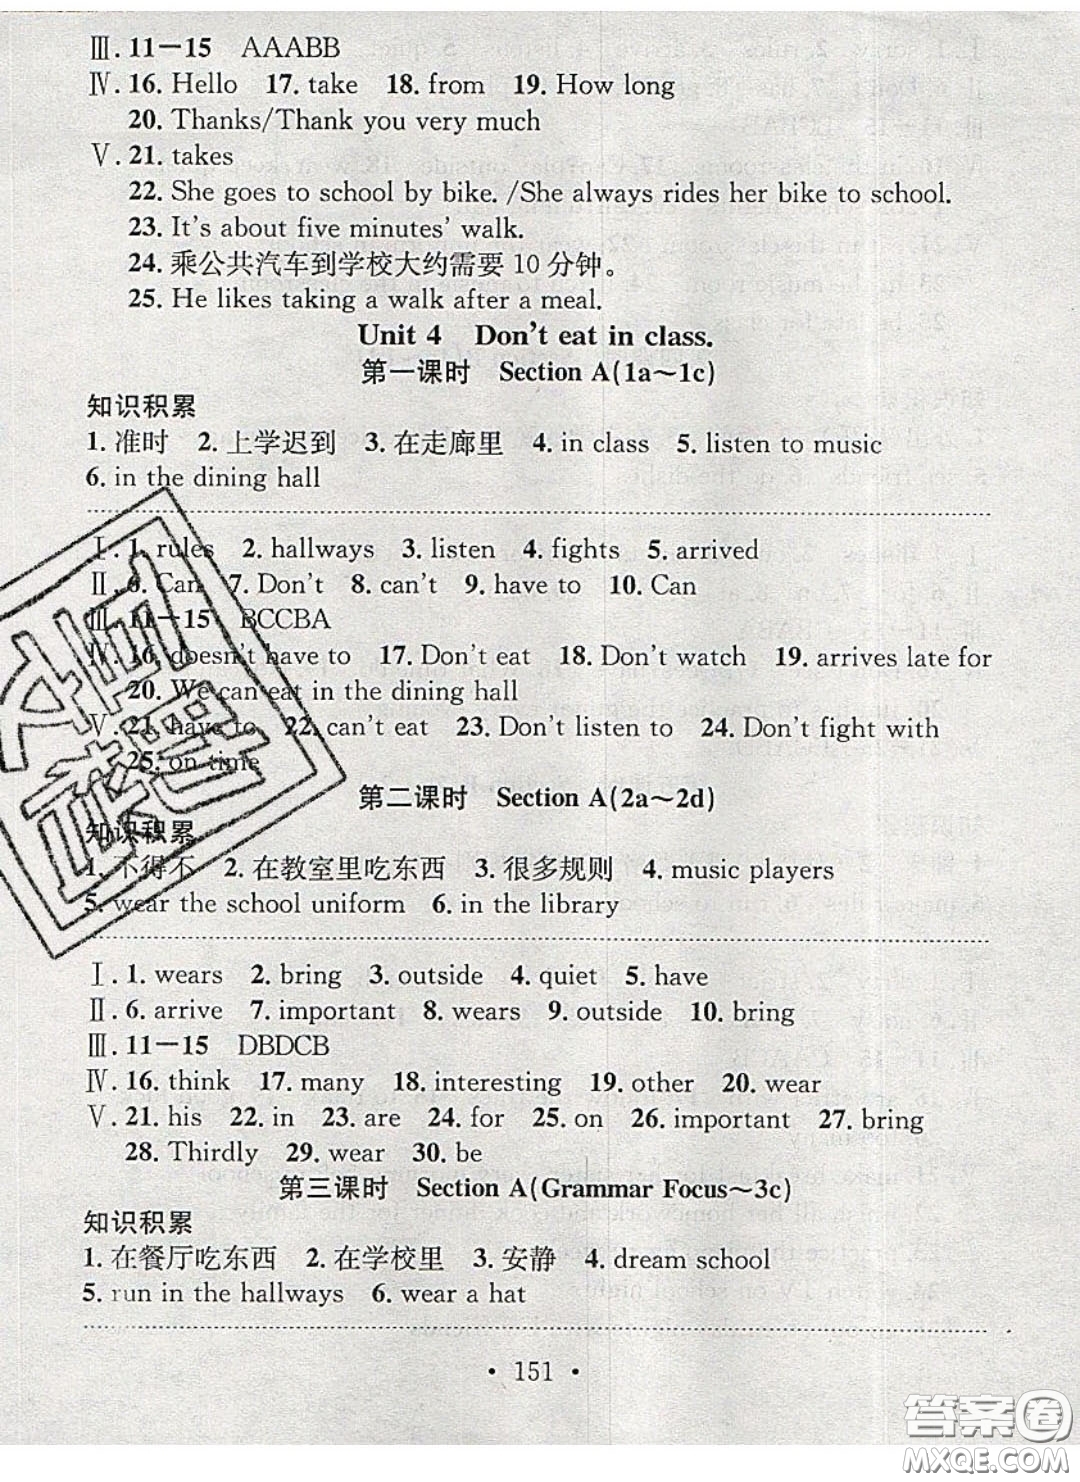 Ⅲ. 11—15 AAABB
Ⅳ. 16. Hello 17. take 18. from 19. How long
20. Thanks/Thank you very much
Ⅴ. 21. takes
22. She goes to school by bike. /She always rides her bike to school.
23. It's about five minutes' walk.
24. 乘公共汽车到学校大约需要 10 分钟。
25. He likes taking a walk after a meal.
Unit 4 Don't eat in class.
第一课时 Section A(1a～1c)
知识积累
1. 准时 2. 上学迟到 3. 在走廊里 4. in class 5. listen to music
6. in the dining hall
Ⅰ. 1. rules 2. hallways 3. listen 4. fights 5. arrived
Ⅱ. 6. Can 7. Don't 8. can't 9. have to 10. Can
Ⅲ. 11—15 BCCBA
Ⅳ. 16. doesn't have to 17. Don't eat 18. Don't watch 19. arrives late for
20. We can eat in the dining hall
Ⅴ. 21. have to 22. can't eat 23. Don't listen to 24. Don't fight with
25. on time
第二课时 Section A(2a～2d)
知识积累
1. 不得不 2. 在教室里吃东西 3. 很多规则 4. music players
5. wear the school uniform 6. in the library
Ⅰ. 1. wears 2. bring 3. outside 4. quiet 5. have
Ⅱ. 6. arrive 7. important 8. wears 9. outside 10. bring
Ⅲ. 11—15 DBDCB
Ⅳ. 16. think 17. many 18. interesting 19. other 20. wear
Ⅴ. 21. his 22. in 23. are 24. for 25. on 26. important 27. bring
28. Thirdly 29. wear 30. be
第三课时 Section A(Grammar Focus～3c)
知识积累
1. 在餐厅吃东西 2. 在学校里 3. 安静 4. dream school
5. run in the hallways 6. wear a hat
• 151 •
答案圈
MXQE.COM